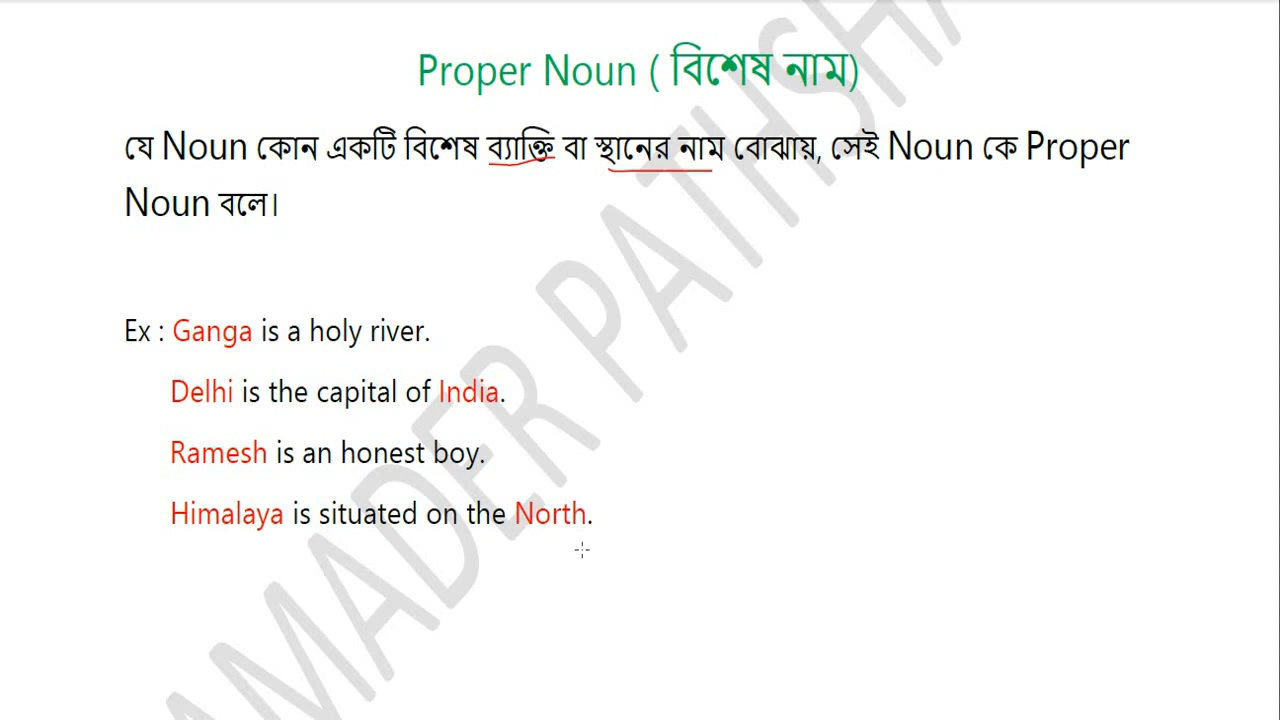 Proper Noun ( বিশেষ নাম)
যে Noun কোন একটি বিশেষ ব্যাক্তি বা স্থানের নাম বোঝায়, সেই Noun কে Proper
Noun বলে।
Ex : Ganga is a holy river.
Delhi is the capital of India.
Ramesh is an honest boy.
Himalaya is situated on the North.
AMADER PATHSHA